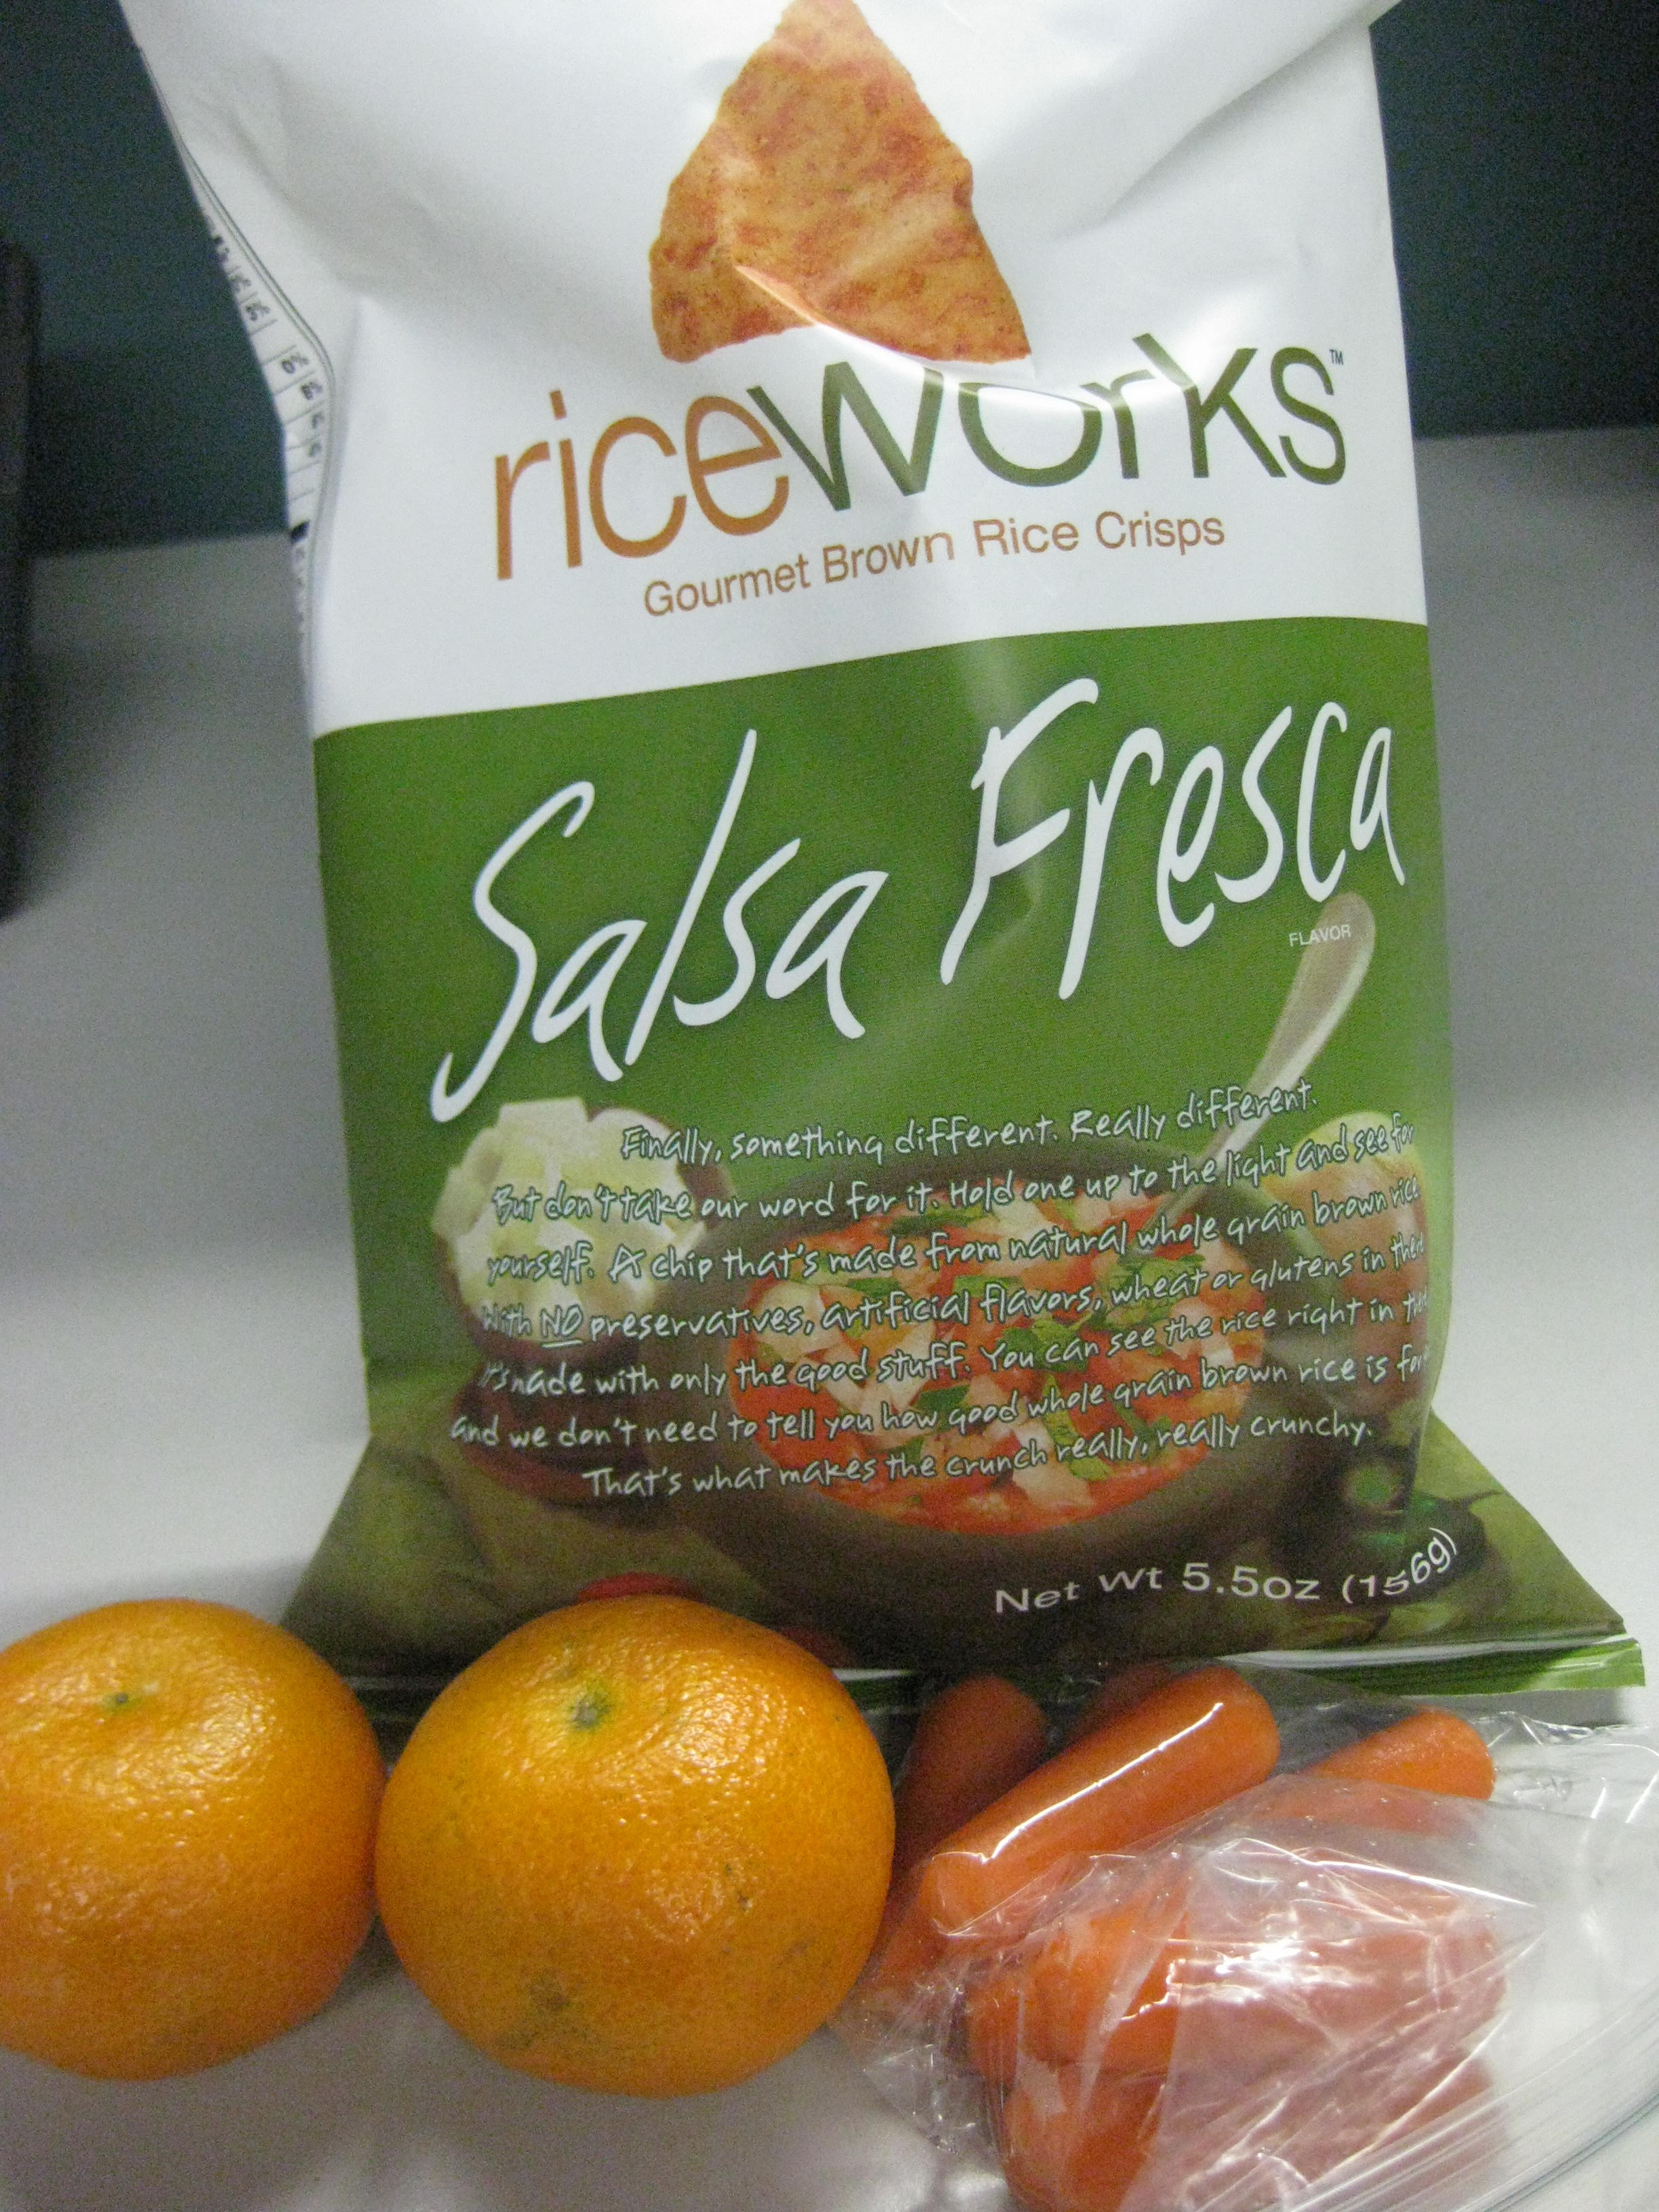 riceworks™
Gourmet Brown Rice Crisps
Salsa Fresca
FLAVOR
Finally, something different. Really different.
But don't take our word for it. Hold one up to the light and see for
yourself. A chip that's made from natural whole grain brown rice
with NO preservatives, artificial flavors, wheat or glutens in
It's made with only the good stuff. You can see the rice right in
and we don't need to tell you how good whole grain brown rice is for
That's what makes the crunch really, really crunchy.
Net Wt 5.5oz (156g)